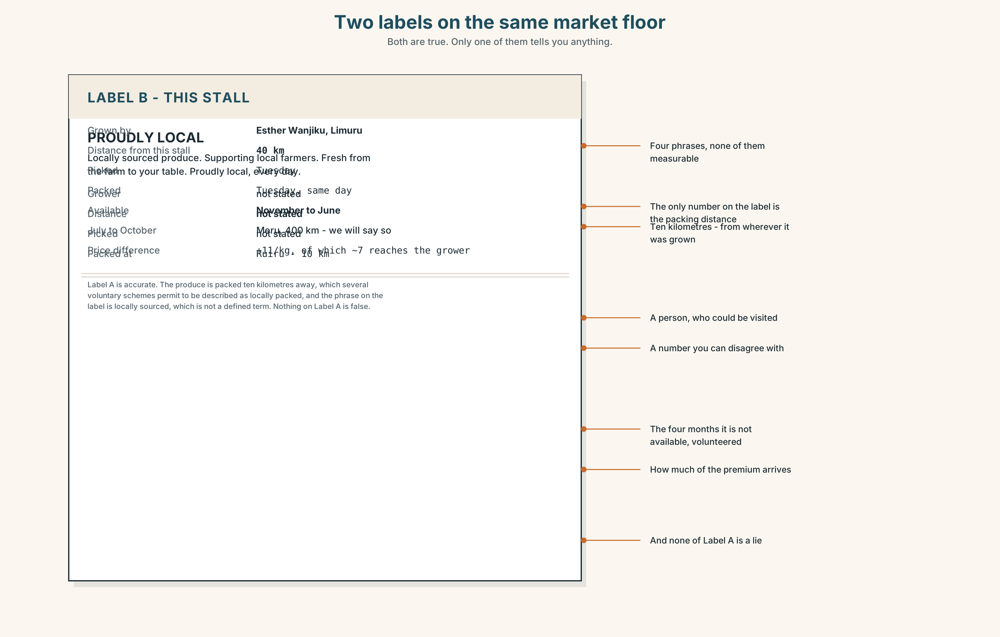 Two labels on the same market floor
Both are true. Only one of them tells you anything.
LABEL B - THIS STALL
Grown by Esther Wanjiku, Limuru
PROUDLY LOCAL
Distance from this stall 40 km
Locally sourced produce. Supporting local farmers. Fresh from
Picked Tuesday
the farm to your table. Proudly local, every day.
Packed Tuesday, same day
Grower not stated
Available November to June
Distance not stated
July to October Meru, 400 km - we will say so
Picked not stated
Price difference +11/kg, of which ~7 reaches the grower
Packed at Ruiru - 10 km
Label A is accurate. The produce is packed ten kilometres away, which several
voluntary schemes permit to be described as locally packed, and the phrase on the
label is locally sourced, which is not a defined term. Nothing on Label A is false.
Four phrases, none of them
measurable
The only number on the label is
the packing distance
Ten kilometres - from wherever it
was grown
A person, who could be visited
A number you can disagree with
The four months it is not
available, volunteered
How much of the premium arrives
And none of Label A is a lie